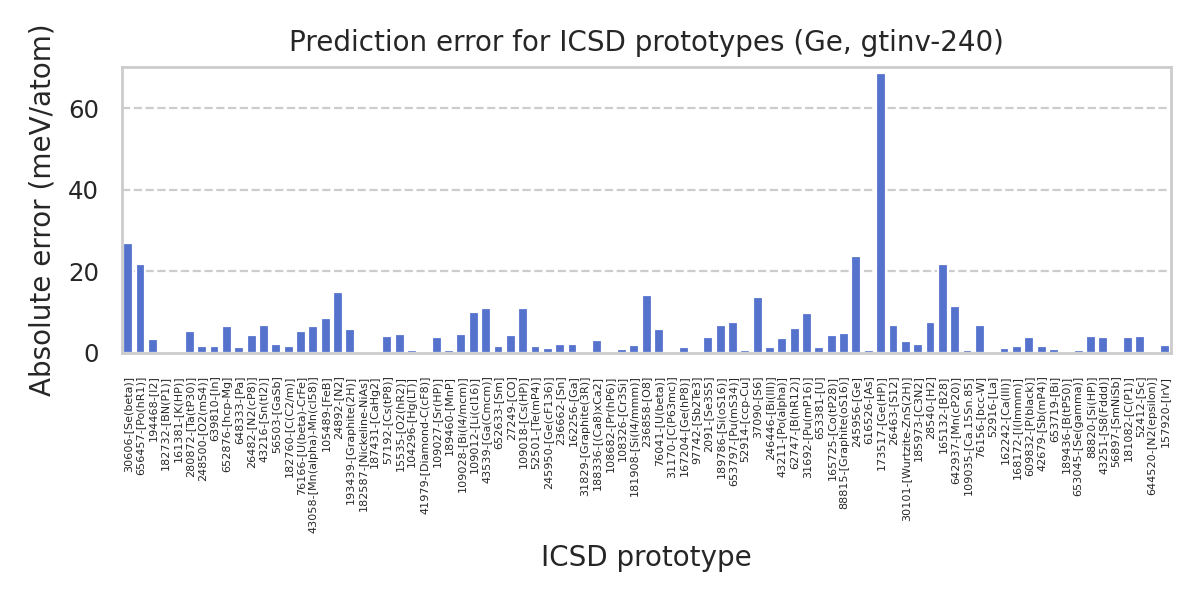 Prediction error for ICSD prototypes (Ge, gtinv-240)
Absolute error (meV/atom)
60
40
20
0
30606-[Se(beta)]
656457-[Po(hR1)]
194468-[I2]
182732-[BN(P1)]
161381-[K(HP)]
280872-[Ta(tP30)]
248500-[O2(mS4)]
639810-[In]
652876-[hcp-Mg]
648333-[Pa]
26482-[N2(cP8)]
43216-[Sn(tI2)]
56503-[GaSb]
182760-[C(C2/m)]
76166-[U(beta)-CrFe]
43058-[Mn(alpha)-Mn(cI58)]
105489-[FeB]
24892-[N2]
193439-[Graphite(2H)]
182587-[Nickeline-NiAs]
187431-[CaHg2]
57192-[Cs(tP8)]
15535-[O2(hR2)]
104296-[Hg(LT)]
41979-[Diamond-C(cF8)]
109027-[Sr(HP)]
189460-[MnP]
109028-[Bi(I4/mcm)]
109012-[Li(cI16)]
43539-[Ga(Cmcm)]
652633-[Sm]
27249-[CO]
109018-[Cs(HP)]
52501-[Te(mP4)]
245950-[Ge(cF136)]
236662-[Sn]
162256-[Ga]
31829-[Graphite(3R)]
188336-[(Ca8)xCa2]
108682-[Pr(hP6)]
108326-[Cr3Si]
181908-[Si(I4/mmm)]
236858-[O8]
76041-[U(beta)]
31170-[C(P63mc)]
167204-[Ge(hP8)]
97742-[Sb2Te3]
2091-[Se3S5]
189786-[Si(oS16)]
653797-[Pu(mS34)]
52914-[ccp-Cu]
37090-[S6]
246446-[Bi(III)]
43211-[Po(alpha)]
62747-[B(hR12)]
31692-[Pu(mP16)]
653381-[U]
165725-[Co(tP28)]
88815-[Graphite(oS16)]
245956-[Ge]
616526-[As]
173517-[Ge(HP)]
26463-[S12]
30101-[Wurtzite-ZnS(2H)]
185973-[C3N2]
28540-[H2]
165132-[B28]
642937-[Mn(cP20)]
109035-[Ca.15Sn.85]
76156-[bcc-W]
52916-[La]
162242-[Ca(III)]
168172-[I(Immm)]
609832-[P(black)]
42679-[Sb(mP4)]
653719-[Bi]
189436-[B(tP50)]
653045-[Se(gamma)]
88820-[Si(HP)]
43251-[S8(Fddd)]
56897-[SmNiSb]
181082-[C(P1)]
52412-[Sc]
644520-[N2(epsilon)]
157920-[IrV]
ICSD prototype